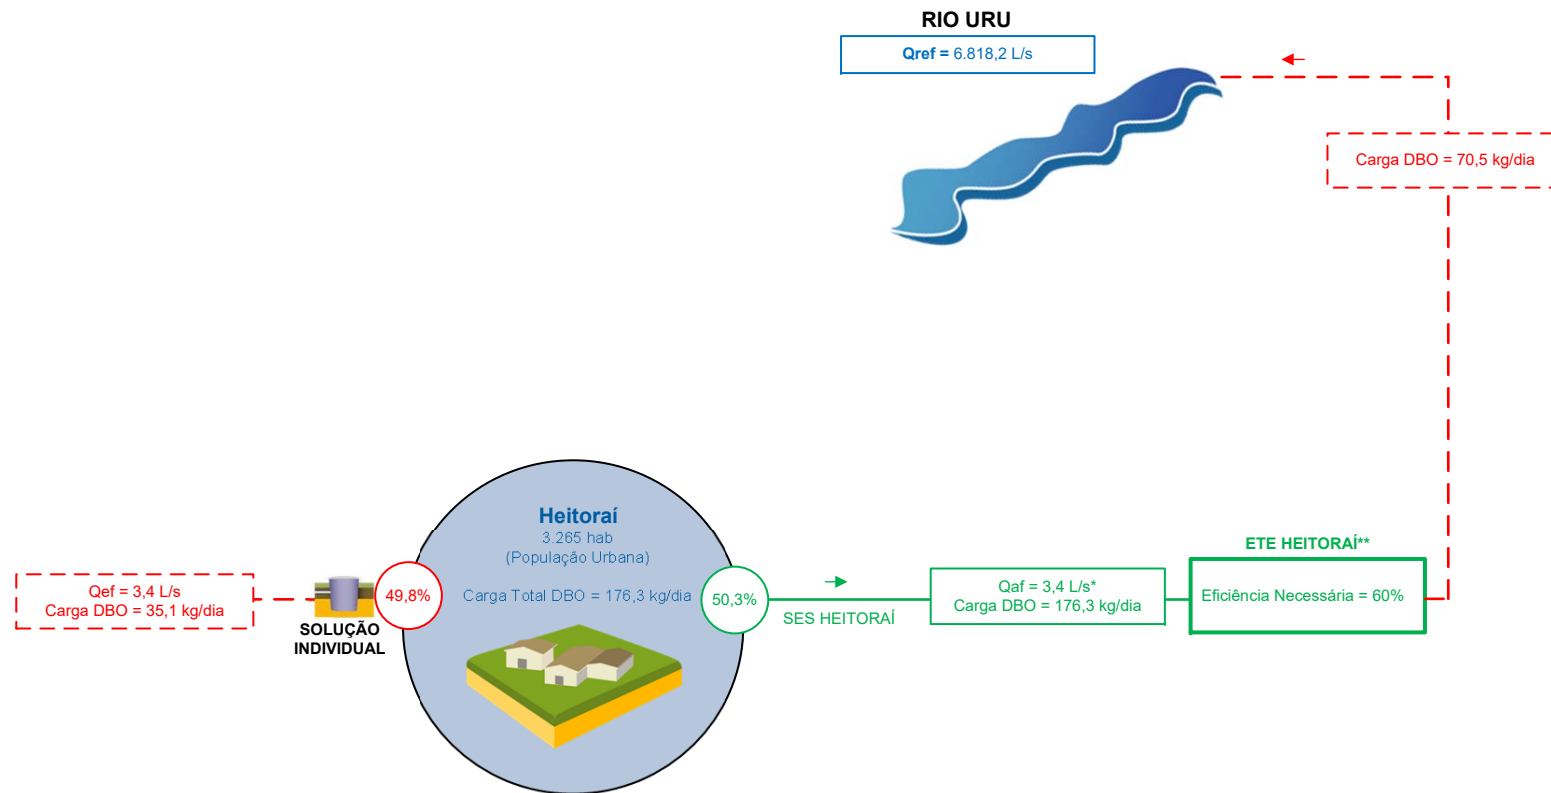 RIO URU
Qref = 6.818,2 L/s
Carga DBO = 70,5 kg/dia
Heitoraí
3.265 hab
(População Urbana)
Carga Total DBO = 176,3 kg/dia
49,8%
50,3%
Qef = 3,4 L/s
Carga DBO = 35,1 kg/dia
SOLUÇÃO
INDIVIDUAL
SES HEITORAÍ
Qaf = 3,4 L/s*
Carga DBO = 176,3 kg/dia
ETE HEITORAÍ**
Eficiência Necessária = 60%